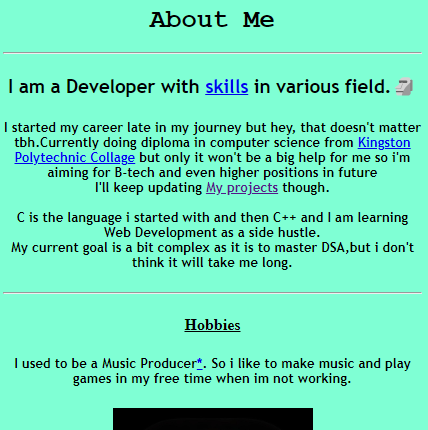 About Me
I am a Developer with skills in various field.
I started my career late in my journey but hey, that doesn't matter
tbh.Currently doing diploma in computer science from Kingston
Polytechnic Collage but only it won't be a big help for me so i'm
aiming for B-tech and even higher positions in future
I'll keep updating My projects though.
C is the language i started with and then C++ and I am learning
Web Development as a side hustle.
My current goal is a bit complex as it is to master DSA,but i don't
think it will take me long.
Hobbies
I used to be a Music Producer*. So i like to make music and play
games in my free time when im not working.